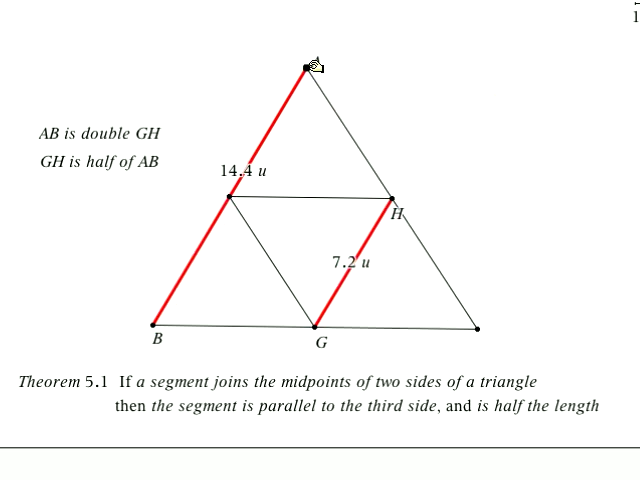 1
AB is double GH
GH is half of AB
14.4 u
H
7.2 u
B
G
Theorem 5.1 If a segment joins the midpoints of two sides of a triangle
then the segment is parallel to the third side, and is half the length